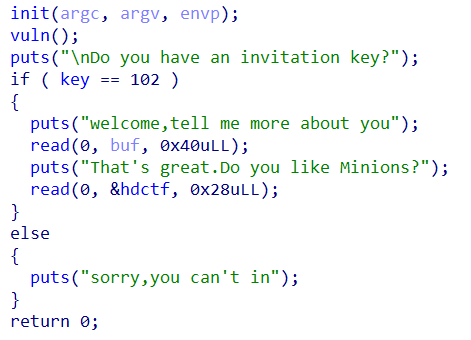 init(argc, argv, envp);
vuln();
puts("\nDo you have an invitation key?");
if ( key == 102 )
{
  puts("welcome,tell me more about you");
  read(0, buf, 0x40uLL);
  puts("That's great.Do you like Minions?");
  read(0, &hdctf, 0x28uLL);
}
else
{
  puts("sorry,you can't in");
}
return 0;